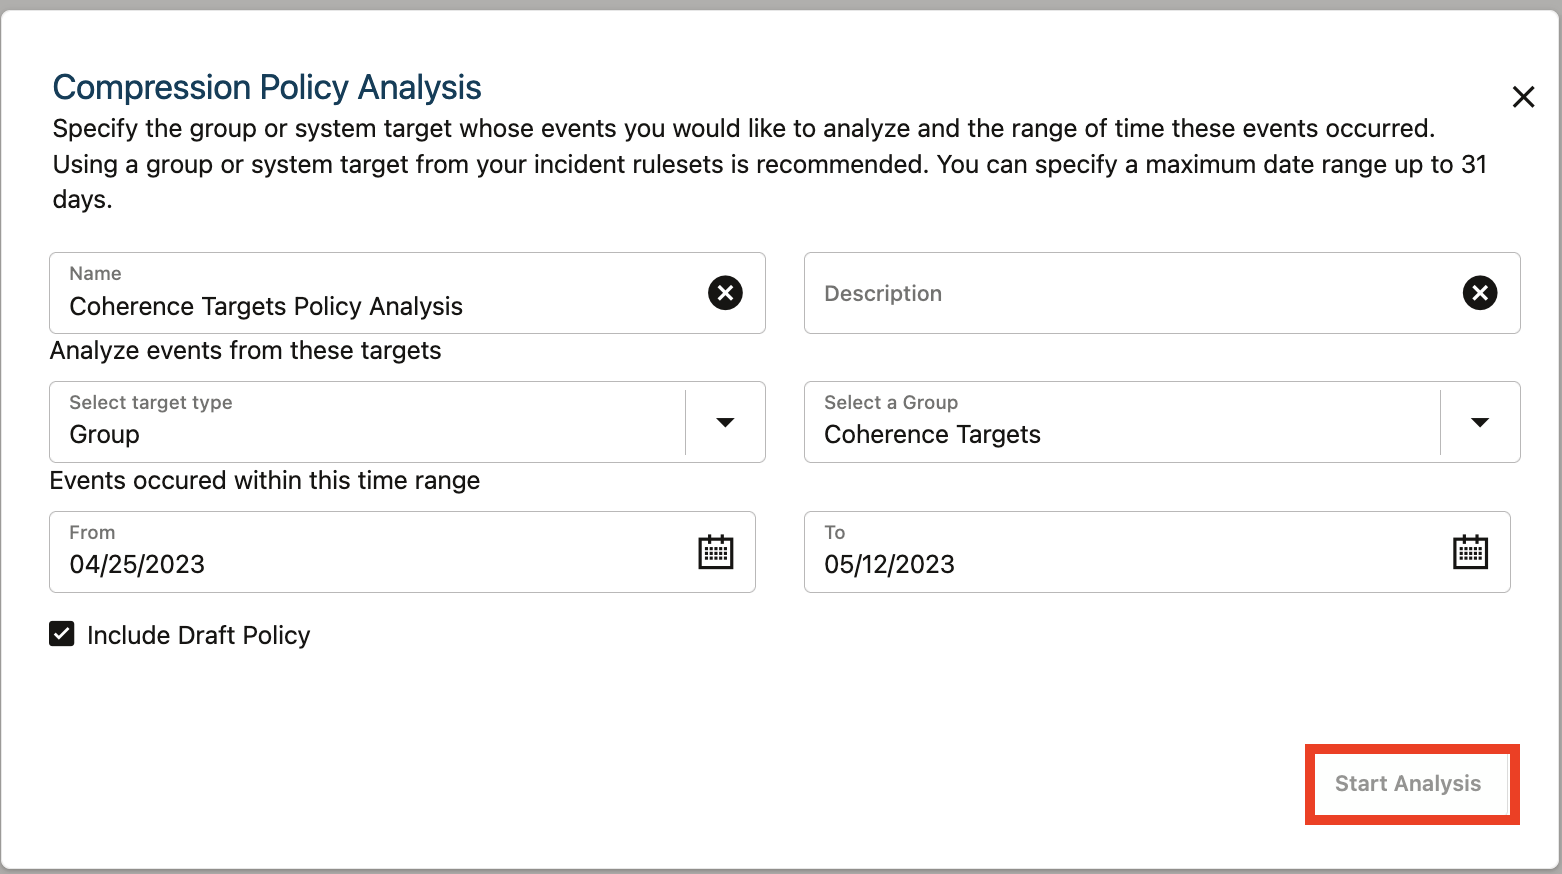 Compression Policy Analysis
Specify the group or system target whose events you would like to analyze and the range of time these events occurred.
Using a group or system target from your incident rulesets is recommended. You can specify a maximum date range up to 31
days.
Name
Coherence Targets Policy Analysis
Description
Analyze events from these targets
Select target type
Group
Select a Group
Coherence Targets
Events occured within this time range
From
04/25/2023
To
05/12/2023
Include Draft Policy
Start Analysis